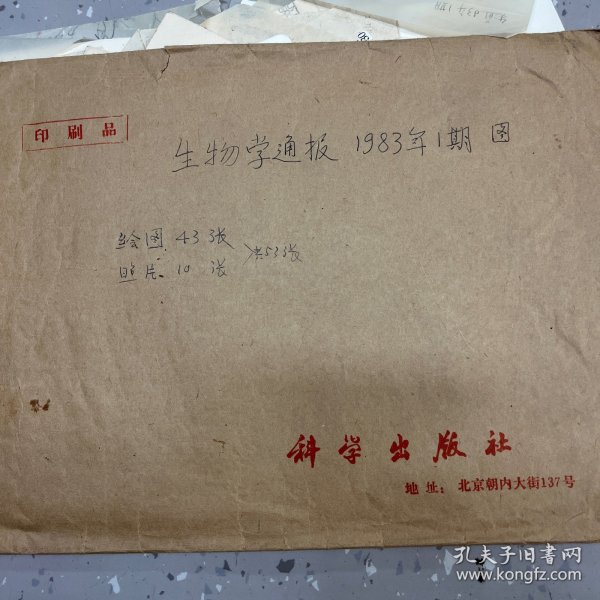 印刷品
生物学通报 1983年1期 图
绘图 43张
照片 10 张
共53张
科学出版社
地址：北京朝内大街137号
孔夫子旧书网
www.kongfz.com